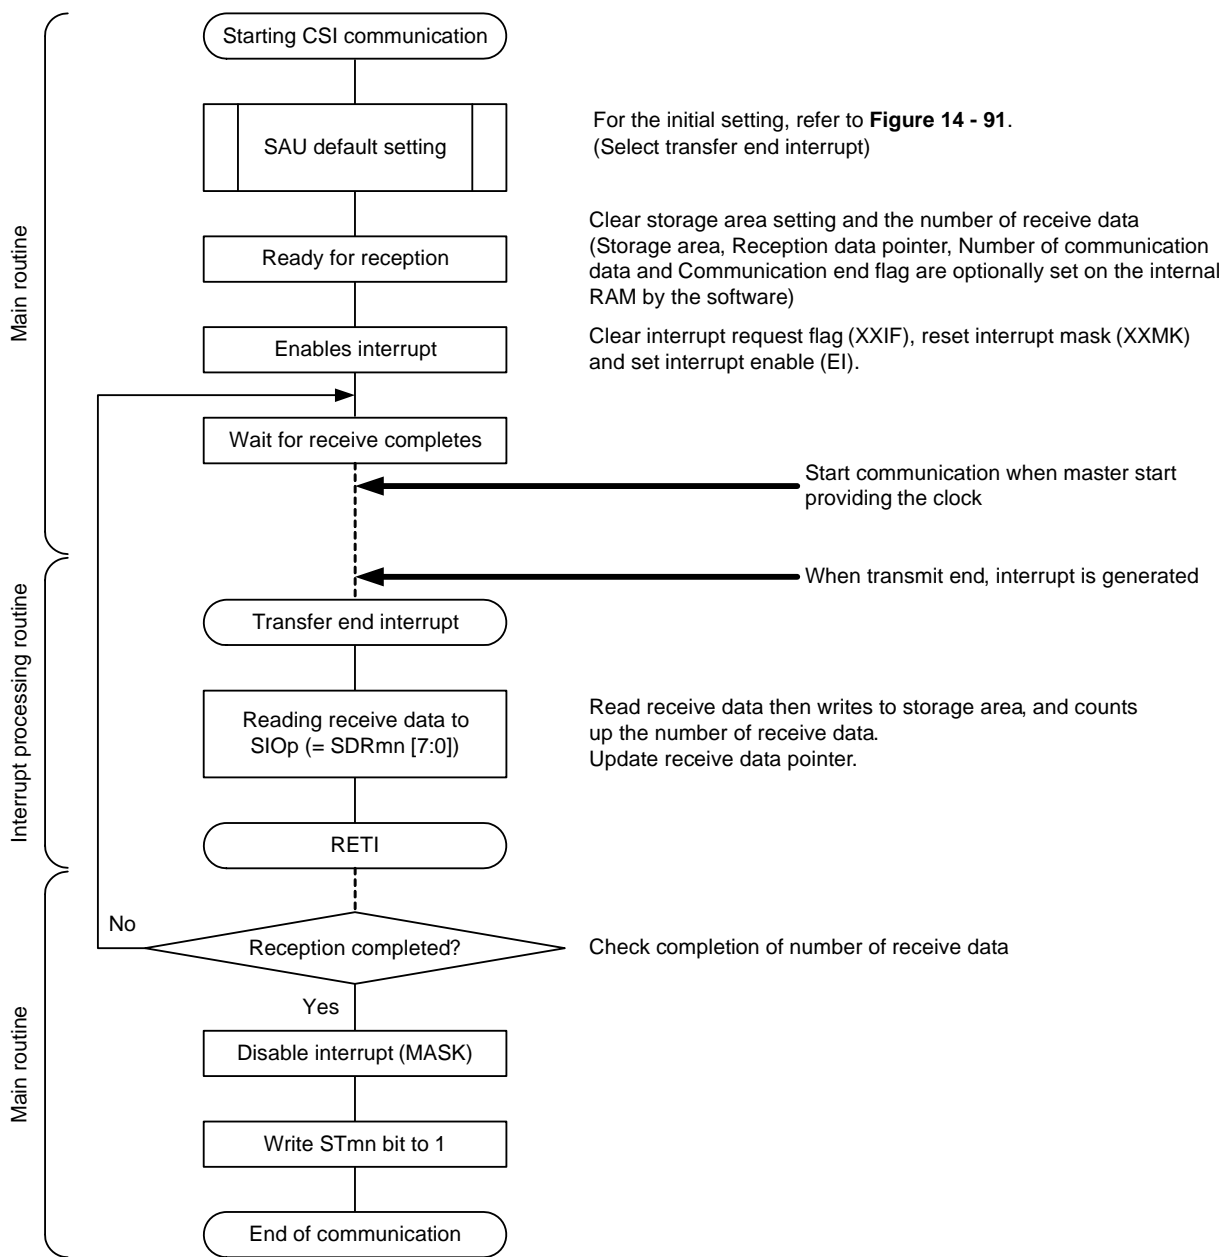 Starting CSI communication
SAU default setting
For the initial setting, refer to Figure 14 - 91.
(Select transfer end interrupt)
Main routine
Ready for reception
Clear storage area setting and the number of receive data
(Storage area, Reception data pointer, Number of communication
data and Communication end flag are optionally set on the internal
RAM by the software)
Enables interrupt
Clear interrupt request flag (XXIF), reset interrupt mask (XXMK)
and set interrupt enable (EI).
Wait for receive completes
Start communication when master start
providing the clock
When transmit end, interrupt is generated
Interrupt processing routine
Transfer end interrupt
Reading receive data to
SIOp (= SDRmn [7:0])
Read receive data then writes to storage area, and counts
up the number of receive data.
Update receive data pointer.
RETI
Main routine
No
Reception completed?
Check completion of number of receive data
Yes
Disable interrupt (MASK)
Write STmn bit to 1
End of communication